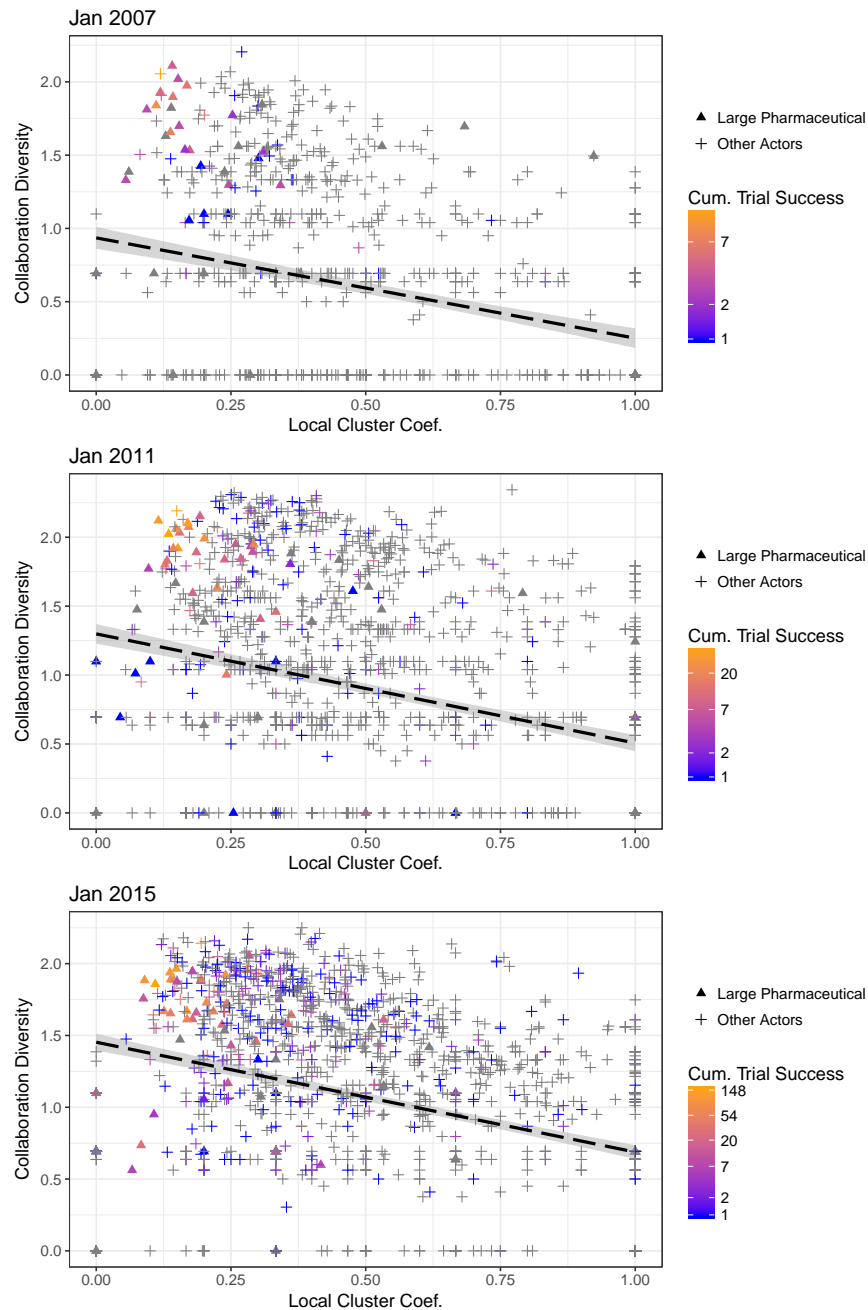 Jan 2007
Collaboration Diversity
2.0
1.5
1.0
0.5
0.0
0.00 0.25 0.50 0.75 1.00
Local Cluster Coef.
Large Pharmaceutical
Other Actors
Cum. Trial Success
7
2
1
Jan 2011
Collaboration Diversity
2.0
1.5
1.0
0.5
0.0
0.00 0.25 0.50 0.75 1.00
Local Cluster Coef.
Large Pharmaceutical
Other Actors
Cum. Trial Success
20
7
2
1
Jan 2015
Collaboration Diversity
2.0
1.5
1.0
0.5
0.0
0.00 0.25 0.50 0.75 1.00
Local Cluster Coef.
Large Pharmaceutical
Other Actors
Cum. Trial Success
148
54
20
7
2
1